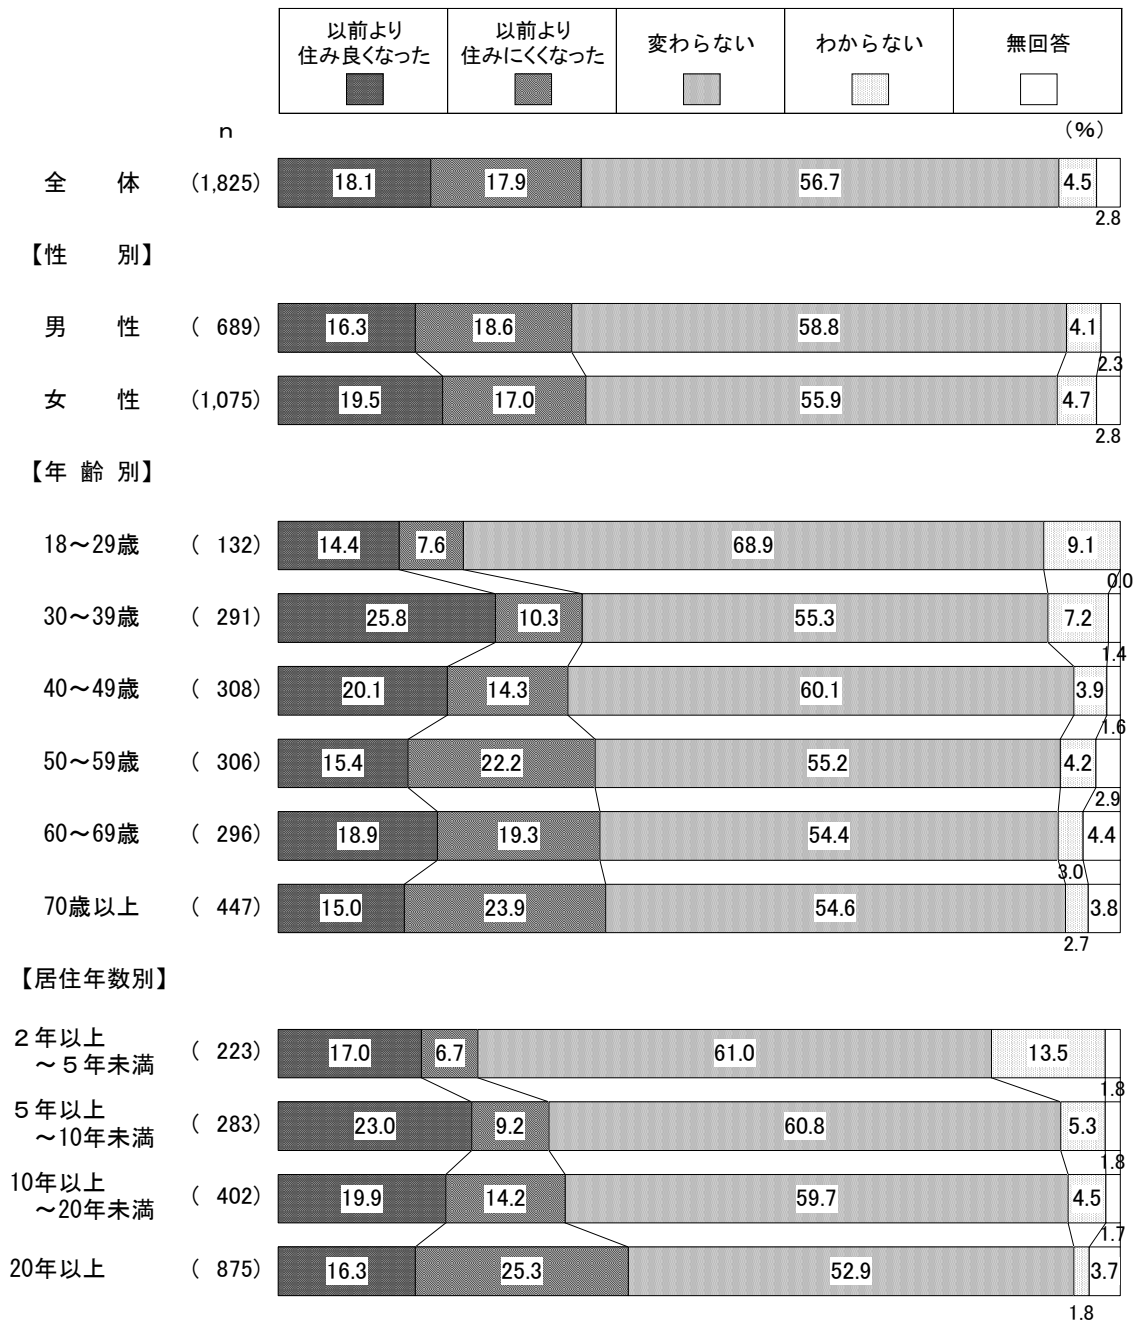 以前より 以前より 変わらない わからない 無回答
住み良くなった 住みにくくなった
n (%)
全 体 (1,825) 18.1 17.9 56.7 4.5
2.8
【性 別】
男 性 ( 689) 16.3 18.6 58.8 4.1
2.3
女 性 (1,075) 19.5 17.0 55.9 4.7
2.8
【年 齢 別】
18～29歳 ( 132) 14.4 7.6 68.9 9.1
0.0
30～39歳 ( 291) 25.8 10.3 55.3 7.2
1.4
40～49歳 ( 308) 20.1 14.3 60.1 3.9
1.6
50～59歳 ( 306) 15.4 22.2 55.2 4.2
2.9
60～69歳 ( 296) 18.9 19.3 54.4 4.4
3.0
70歳以上 ( 447) 15.0 23.9 54.6 3.8
2.7
【居住年数別】
２年以上
～５年未満 ( 223) 17.0 6.7 61.0 13.5
1.8
５年以上
～10年未満 ( 283) 23.0 9.2 60.8 5.3
1.8
10年以上
～20年未満 ( 402) 19.9 14.2 59.7 4.5
1.7
20年以上 ( 875) 16.3 25.3 52.9 3.7
1.8